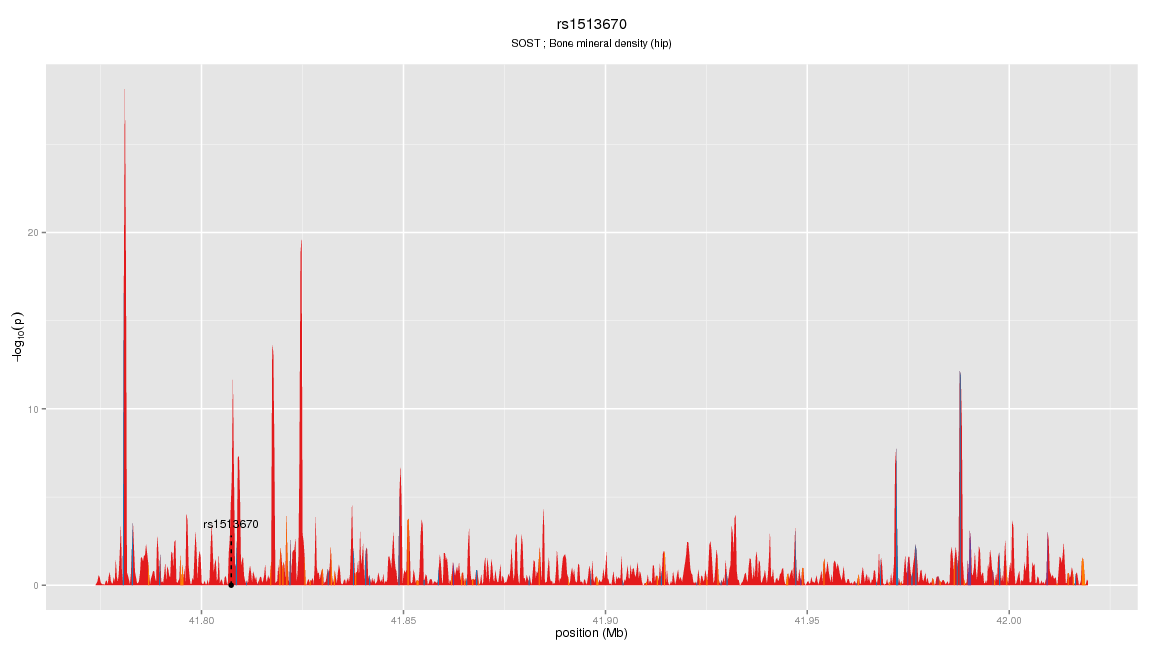 rs1513670
SOST ; Bone mineral density (hip)
−log10(p)
20
10
0
rs1513670
41.80
41.85
41.90
41.95
42.00
position (Mb)